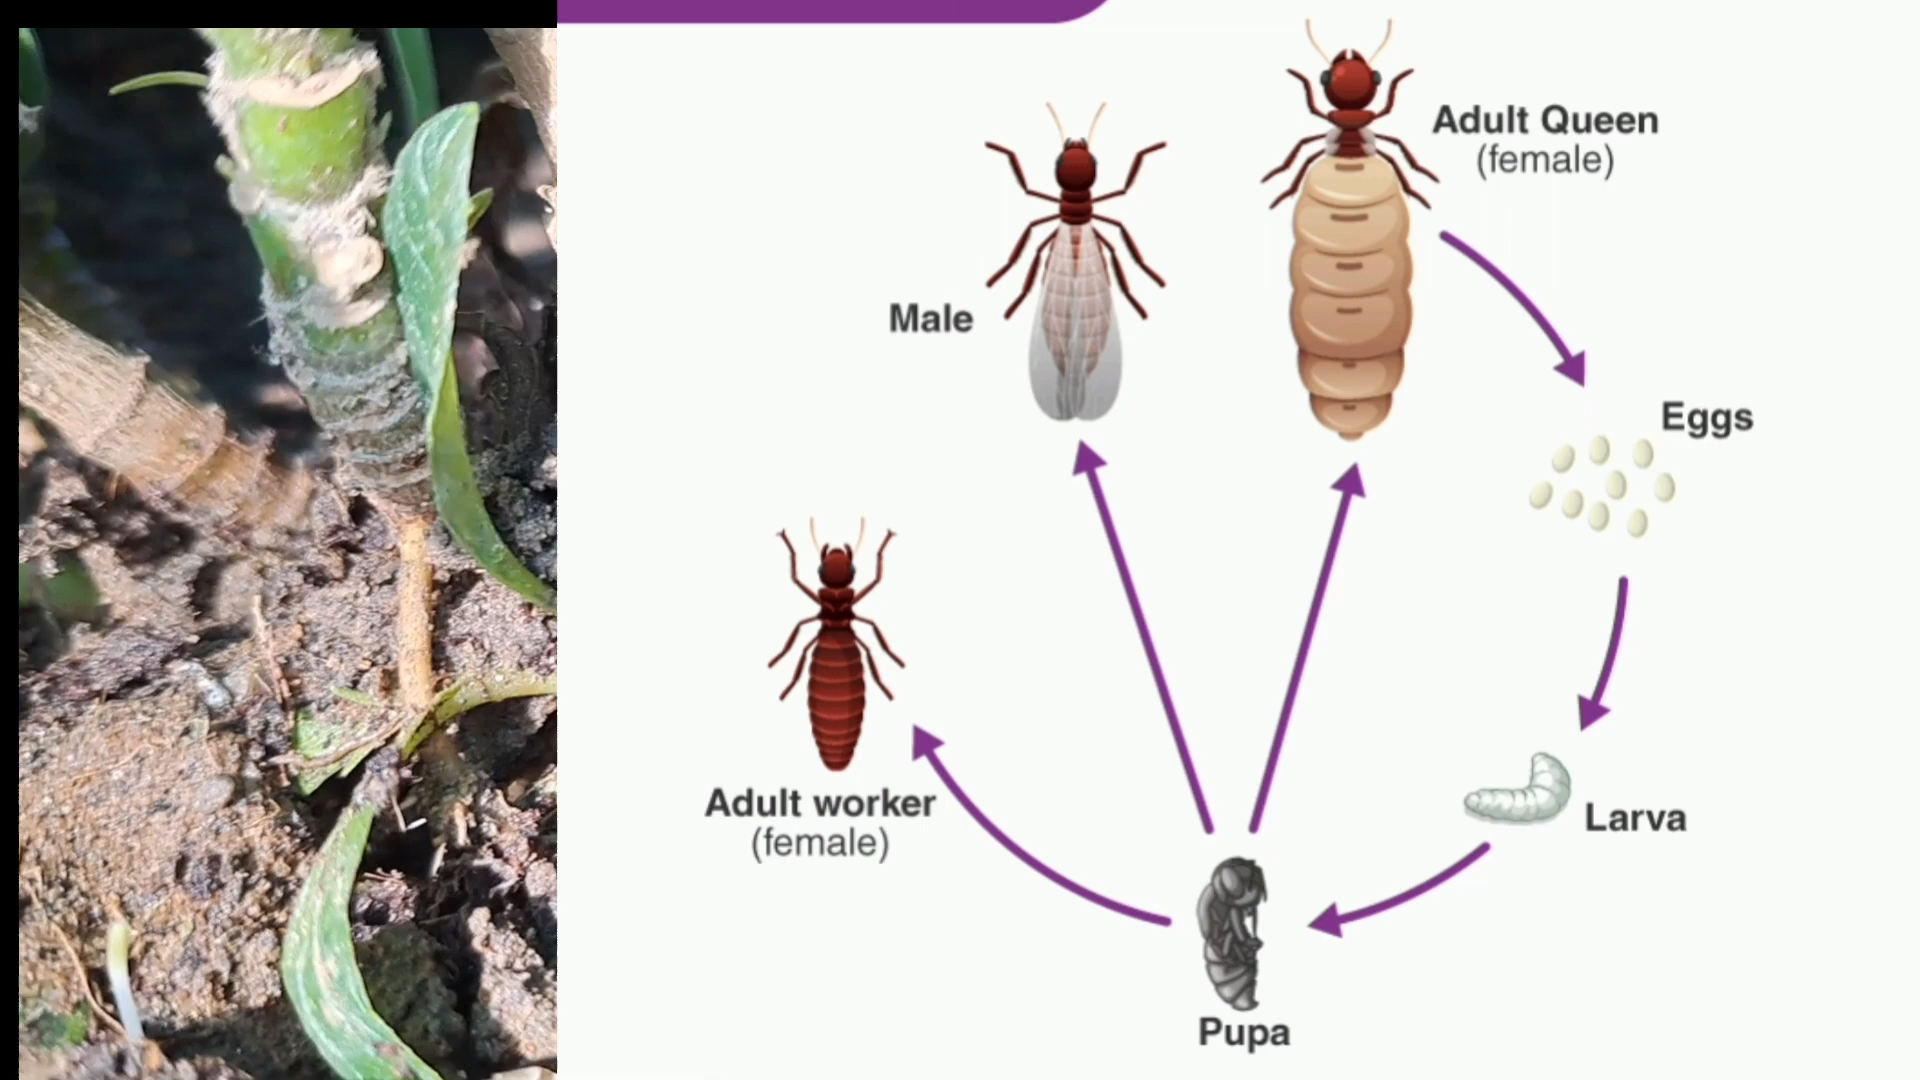 Adult Queen
(female)
Male
Eggs
Adult worker
(female)
Larva
Pupa